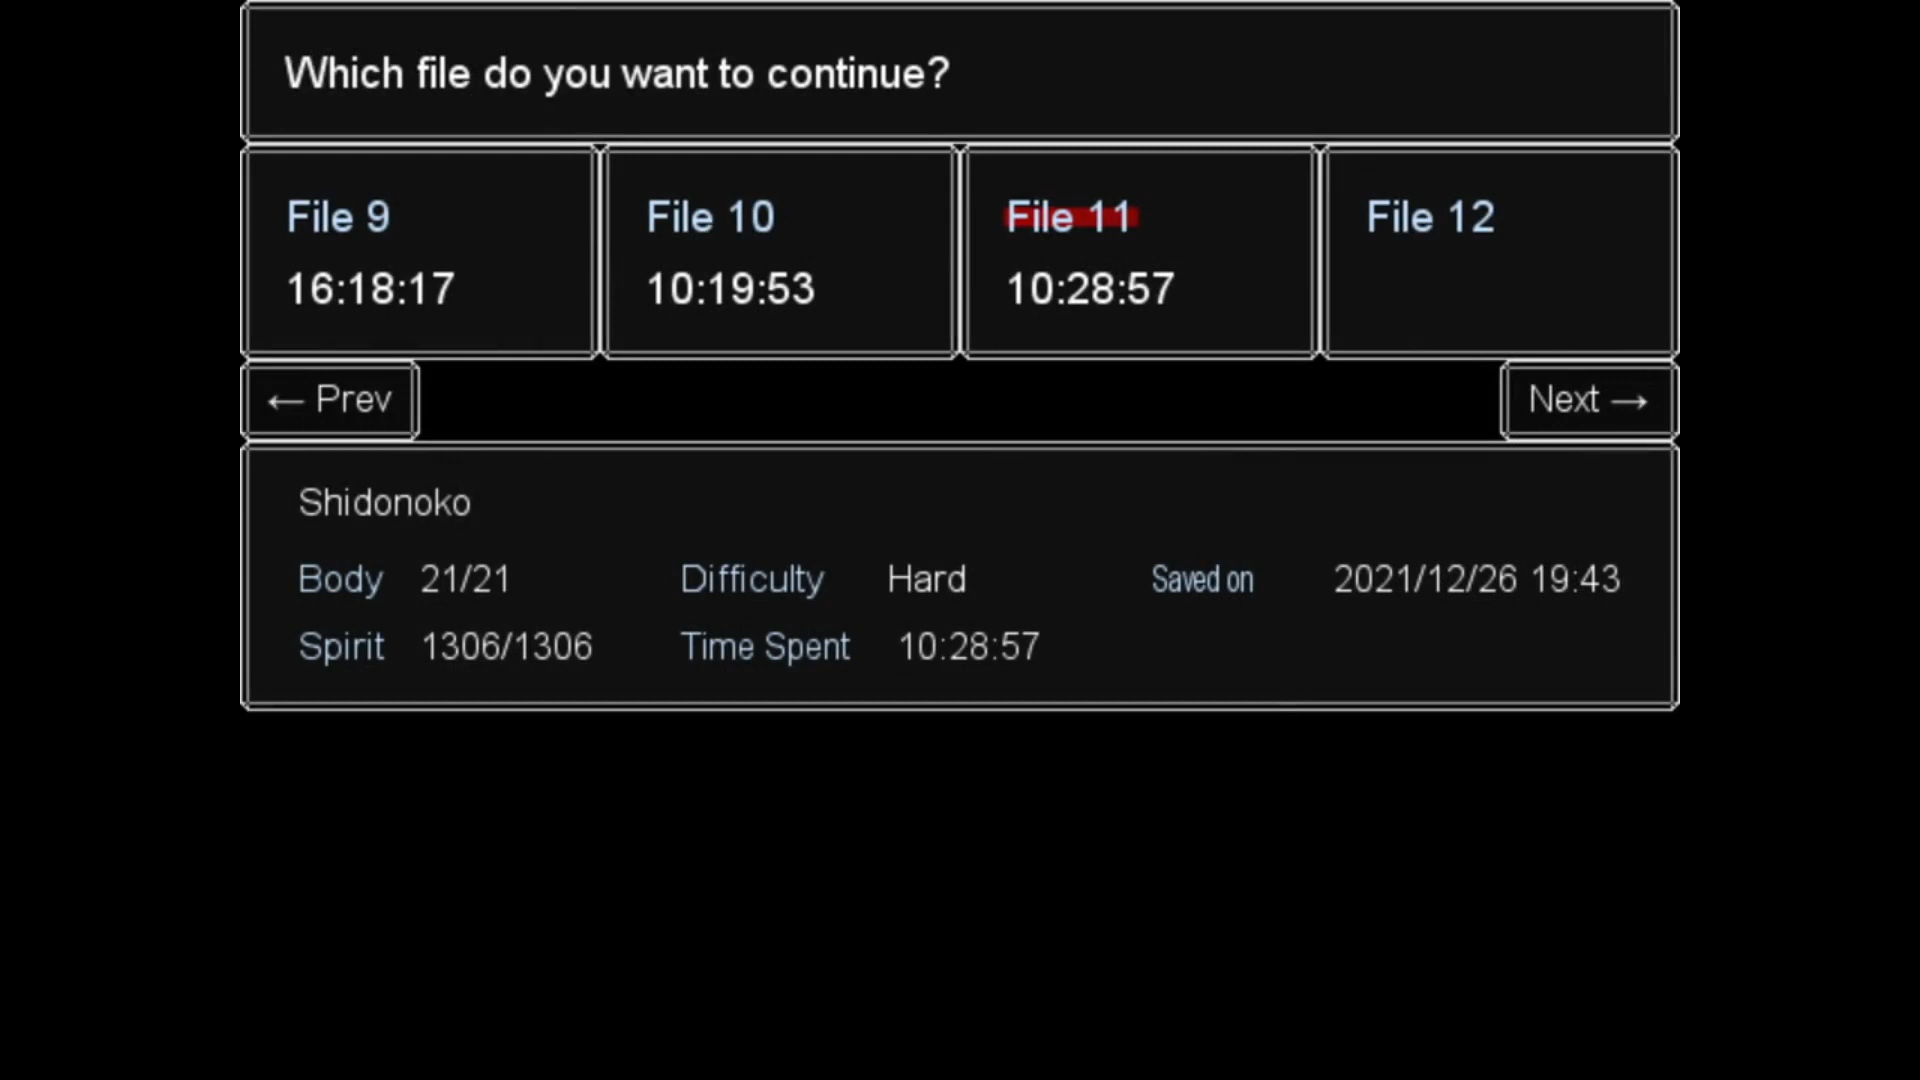 Which file do you want to continue?
File 9 File 10 File 11 File 12
16:18:17 10:19:53 10:28:57
← Prev Next →
Shidonoko
Body 21/21 Difficulty Hard Saved on 2021/12/26 19:43
Spirit 1306/1306 Time Spent 10:28:57